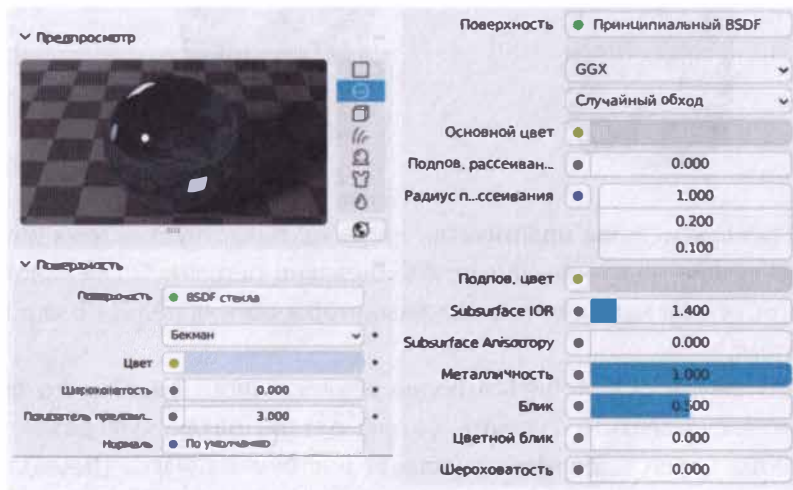 Предпросмотр
Поверхность
Поверхность BSDF стекла
Бекман
Цвет
Шероховатость 0.000
Показатель преломл... 3.000
Нормаль По умолчанию
Поверхность Принципиальный BSDF
GGX
Случайный обход
Основной цвет
Подпов. рассеиван... 0.000
Радиус п...ссеивания 1.000
0.200
0.100
Подпов. цвет
Subsurface IOR 1.400
Subsurface Anisotropy 0.000
Металличность 1.000
Блик 0.500
Цветной блик 0.000
Шероховатость 0.000